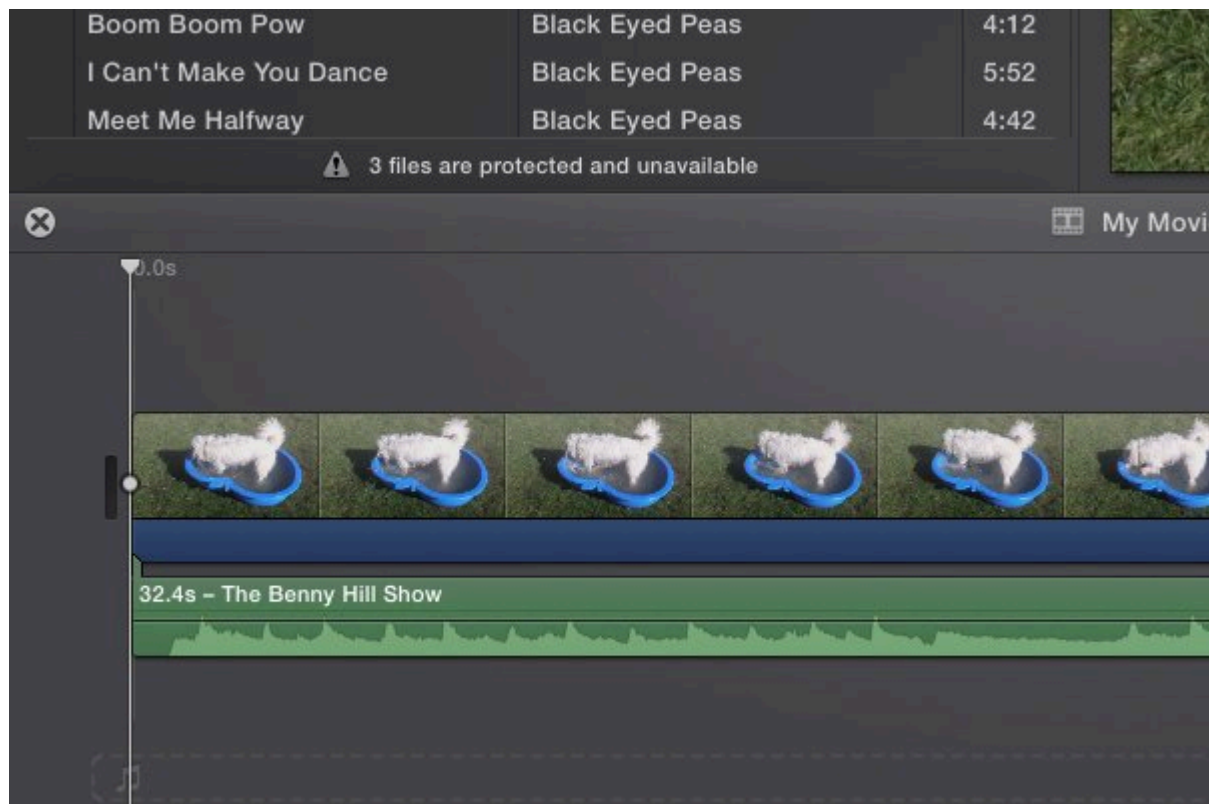 Boom Boom Pow Black Eyed Peas 4:12
I Can't Make You Dance Black Eyed Peas 5:52
Meet Me Halfway Black Eyed Peas 4:42
3 files are protected and unavailable
My Movi
0.0s
32.4s – The Benny Hill Show